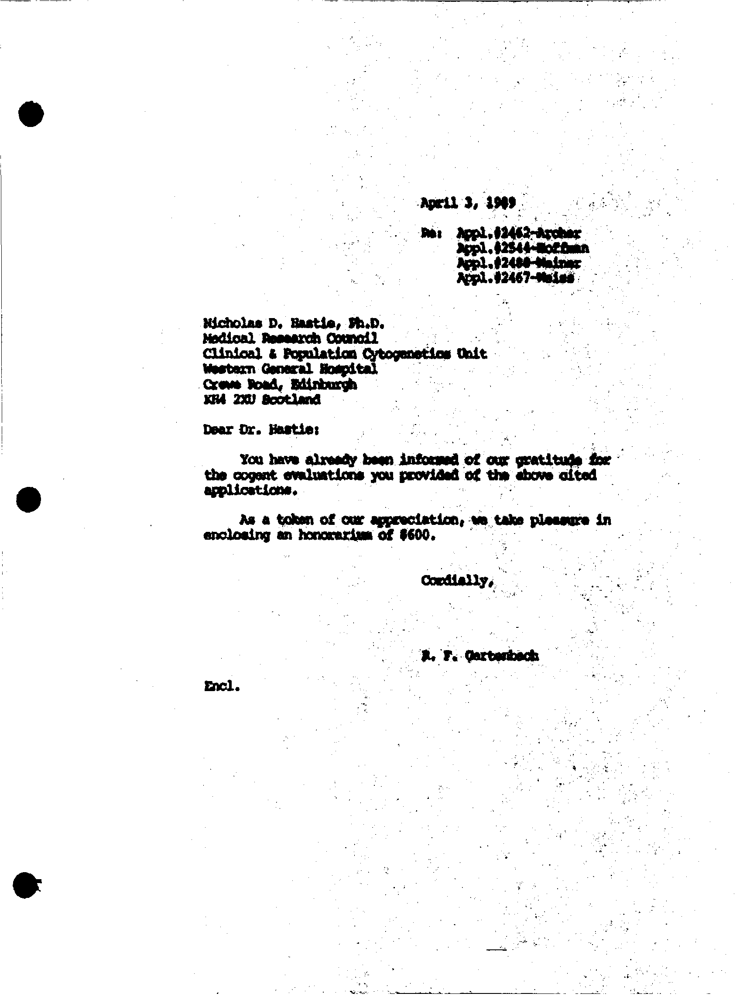 April 3, 1989
Re: Appl.#2462-Archer
Appl.#2544-Hoffman
Appl.#2488-Wainer
Appl.#2467-Weiss
Nicholas D. Hastie, Ph.D.
Medical Research Council
Clinical & Population Cytogenetics Unit
Western General Hospital
Crewe Road, Edinburgh
2XU Scotland
Dear Dr. Hastie:
You have already been informed of our gratitude for
the cogent evaluations you provided of the above cited
applications.
As a token of our appreciation, we take pleasure in
enclosing an honorarium of $600.
Cordially,
R. F. Gertenbach
Encl.